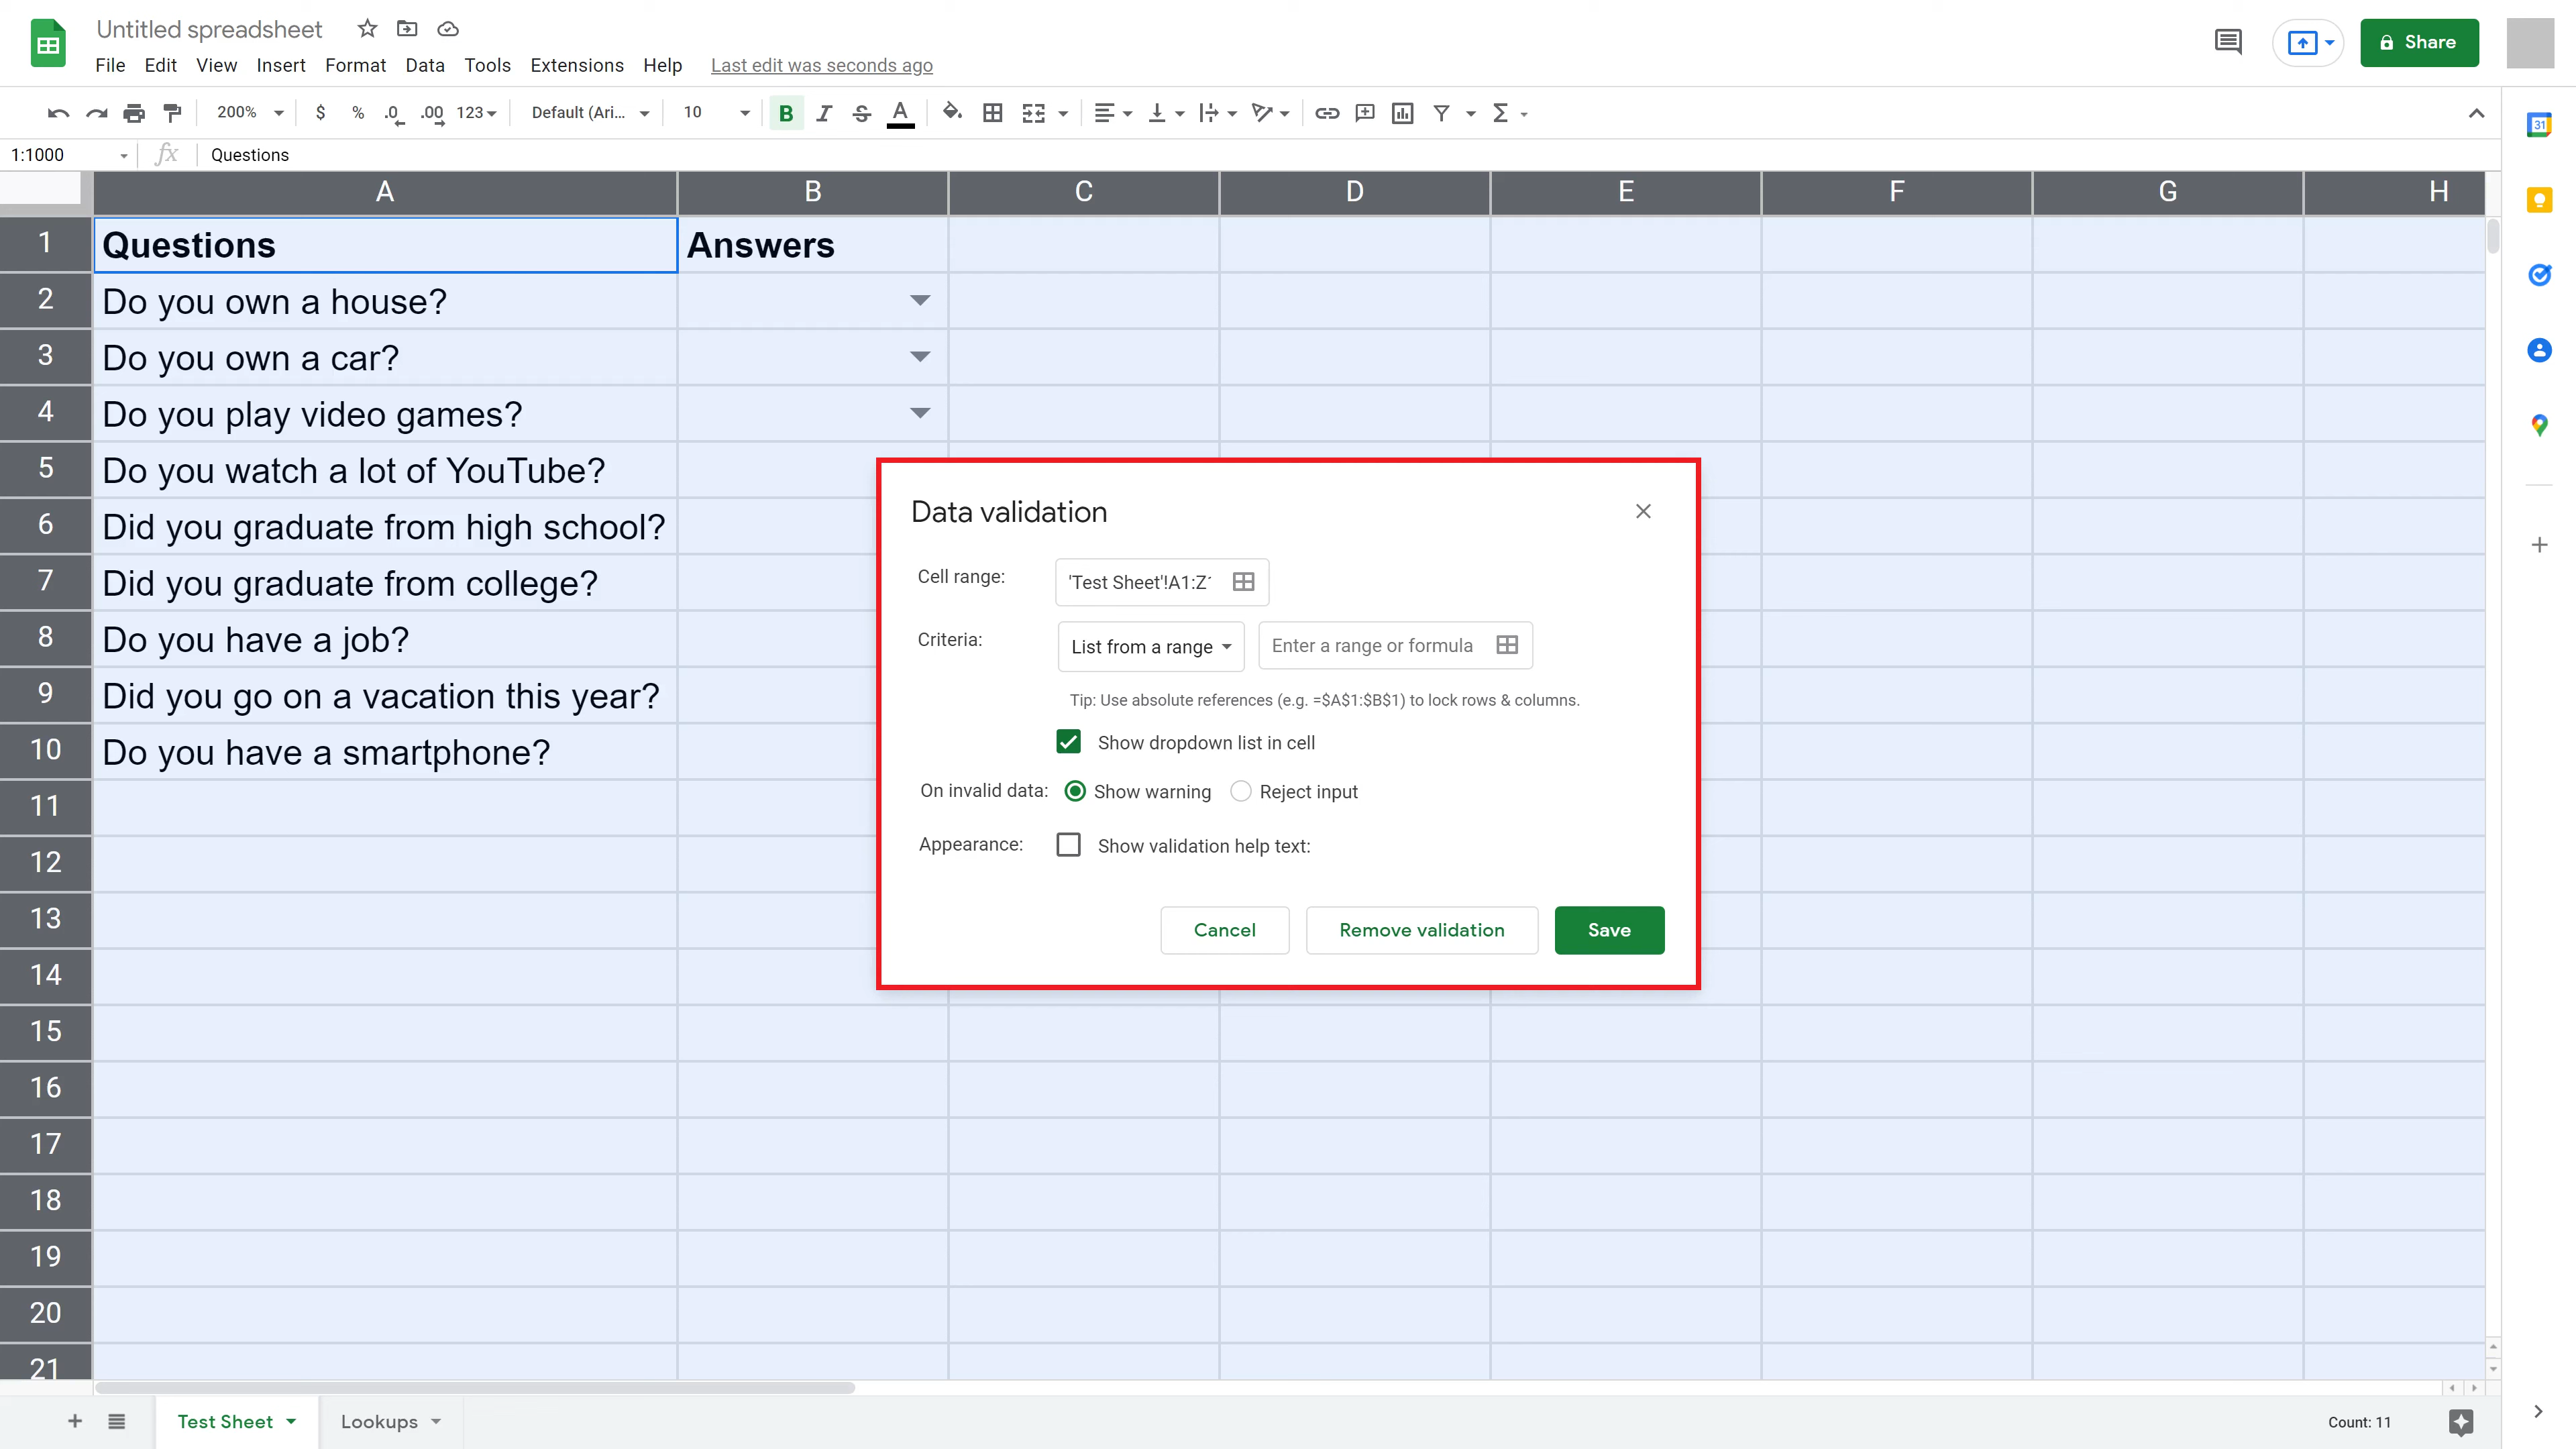 Untitled spreadsheet
File Edit View Insert Format Data Tools Extensions Help Last edit was seconds ago
Share
200% $ % .0 .00 123 Default (Ari... 10 B I S A Σ
31
1:1000 fx Questions
A B C D E F G H
1 Questions Answers
2 Do you own a house?
3 Do you own a car?
4 Do you play video games?
5 Do you watch a lot of YouTube?
6 Did you graduate from high school?
7 Did you graduate from college?
8 Do you have a job?
9 Did you go on a vacation this year?
10 Do you have a smartphone?
11
12
13
14
15
16
17
18
19
20
21
Data validation
Cell range: 'Test Sheet'!A1:Z
Criteria: List from a range Enter a range or formula
Tip: Use absolute references (e.g. =$A$1:$B$1) to lock rows & columns.
Show dropdown list in cell
On invalid data: Show warning Reject input
Appearance: Show validation help text:
Cancel Remove validation Save
Test Sheet Lookups Count: 11